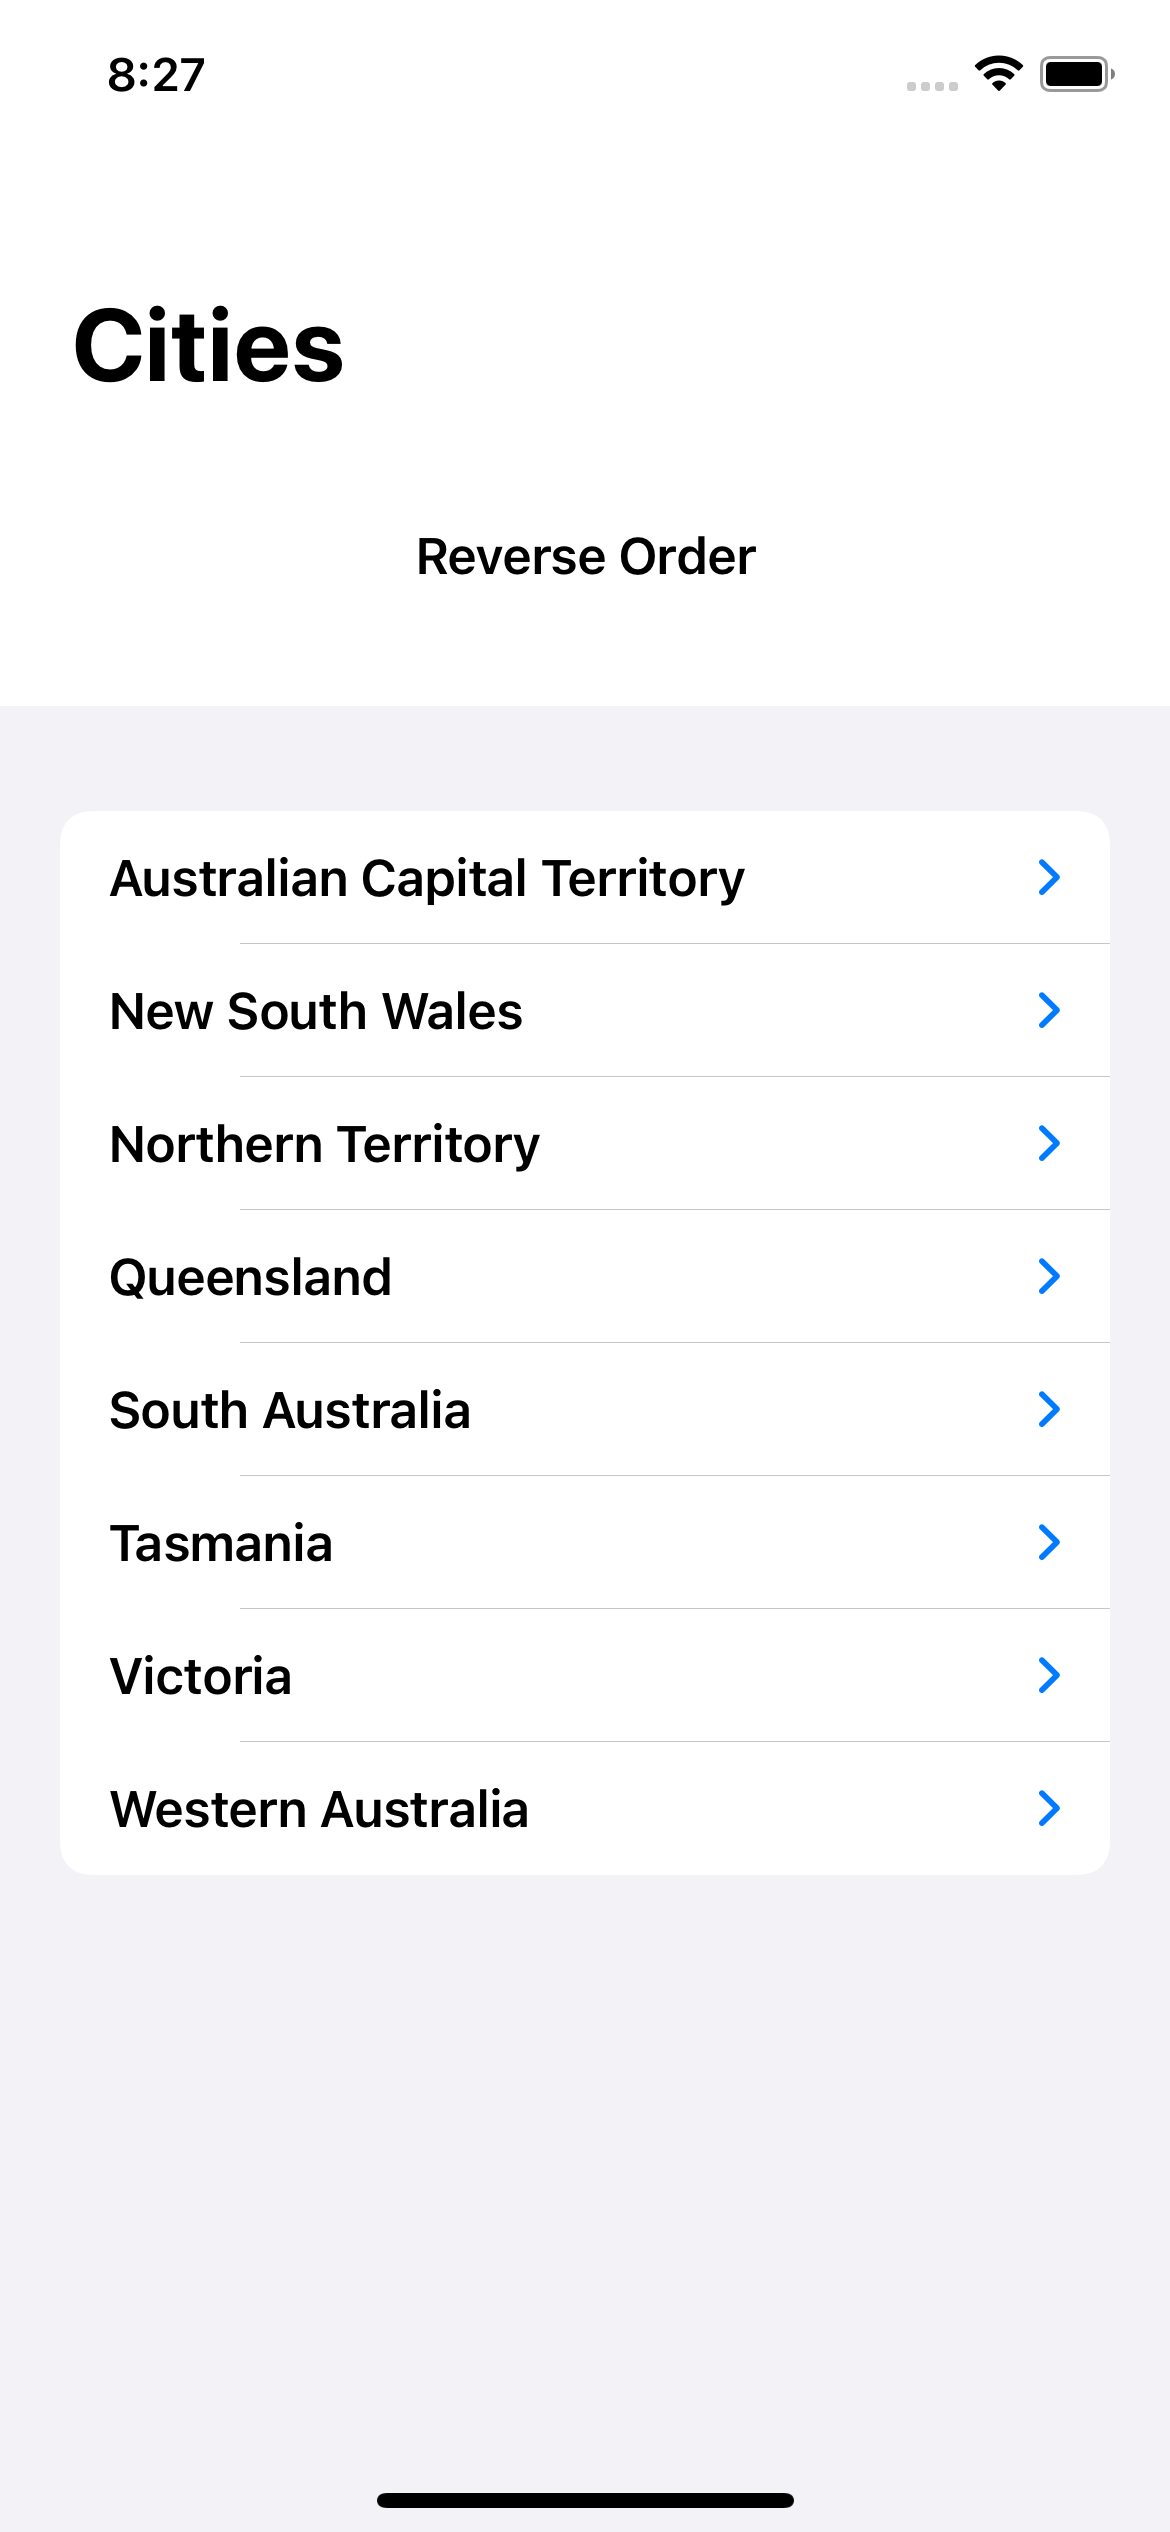 8:27
Cities
Reverse Order
Australian Capital Territory
New South Wales
Northern Territory
Queensland
South Australia
Tasmania
Victoria
Western Australia